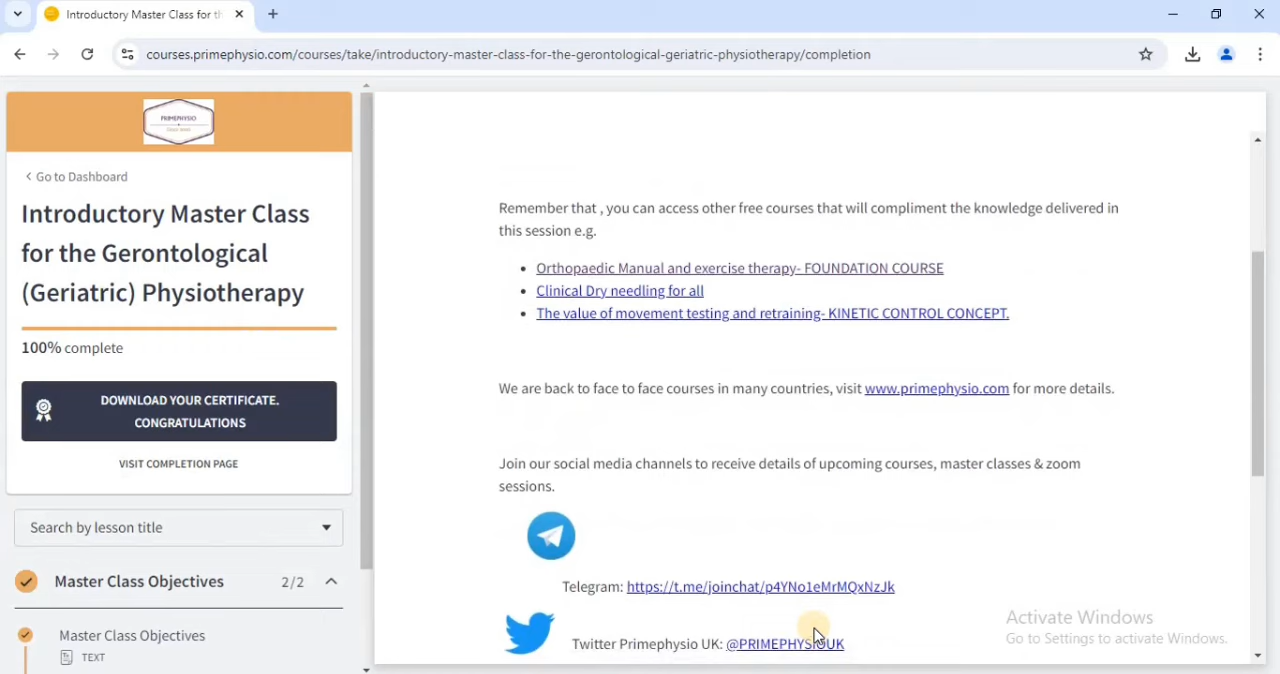 Introductory Master Class for th
courses.primephysio.com/courses/take/introductory-master-class-for-the-gerontological-geriatric-physiotherapy/completion
PRIMEPHYSIO
< Go to Dashboard
Introductory Master Class
for the Gerontological
(Geriatric) Physiotherapy
100% complete
DOWNLOAD YOUR CERTIFICATE.
CONGRATULATIONS
VISIT COMPLETION PAGE
Search by lesson title
Master Class Objectives 2/2
Master Class Objectives
TEXT
Remember that , you can access other free courses that will compliment the knowledge delivered in
this session e.g.
• Orthopaedic Manual and exercise therapy- FOUNDATION COURSE
• Clinical Dry needling for all
• The value of movement testing and retraining- KINETIC CONTROL CONCEPT.
We are back to face to face courses in many countries, visit www.primephysio.com for more details.
Join our social media channels to receive details of upcoming courses, master classes & zoom
sessions.
Telegram: https://t.me/joinchat/p4YNo1eMrMQxNzJk
Twitter Primephysio UK: @PRIMEPHYSIOUK
Activate Windows
Go to Settings to activate Windows.